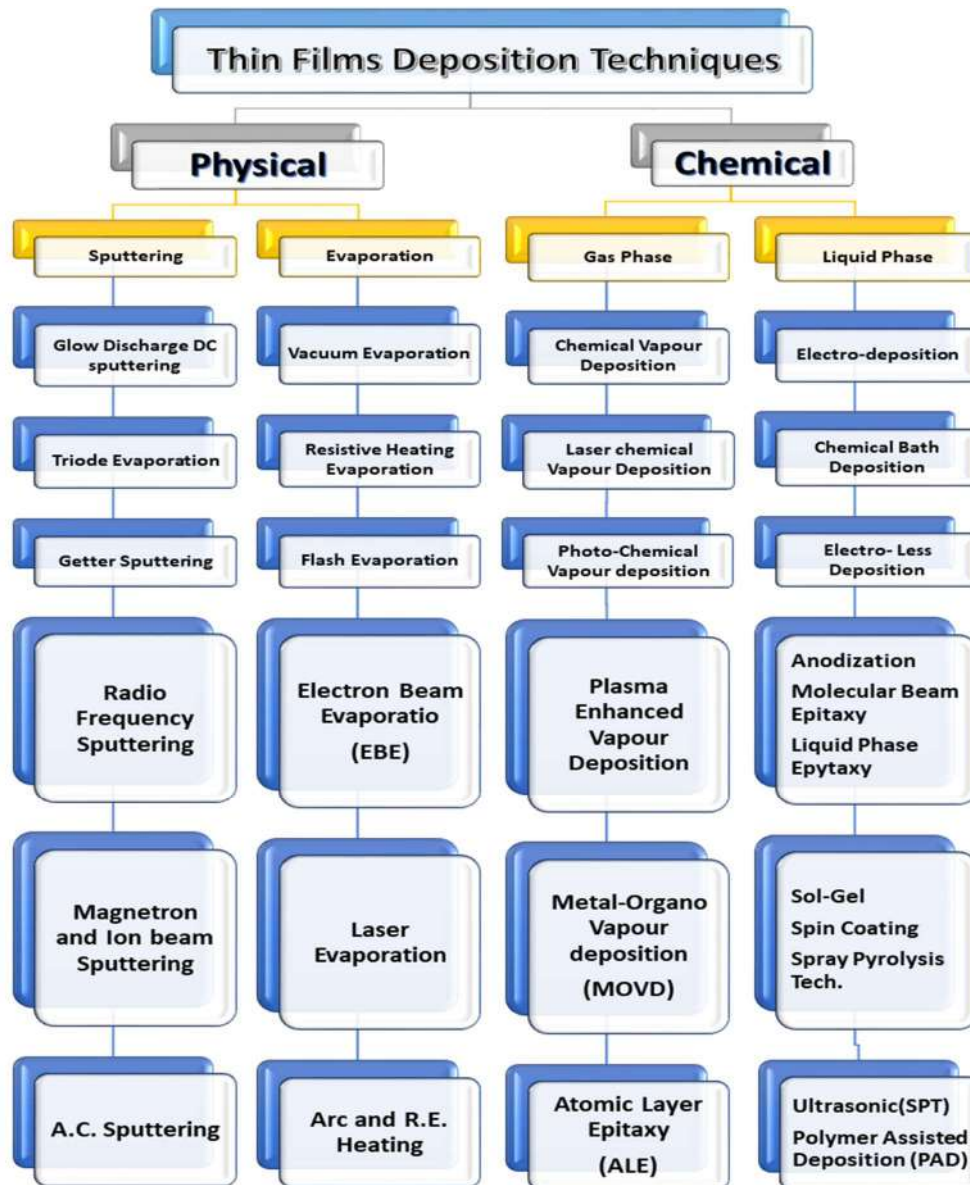 Thin Films Deposition Techniques
Physical
Chemical
Sputtering
Evaporation
Gas Phase
Liquid Phase
Glow Discharge DC
sputtering
Vacuum Evaporation
Chemical Vapour
Deposition
Electro-deposition
Triode Evaporation
Resistive Heating
Evaporation
Laser chemical
Vapour Deposition
Chemical Bath
Deposition
Getter Sputtering
Flash Evaporation
Photo-Chemical
Vapour deposition
Electro- Less
Deposition
Radio
Frequency
Sputtering
Electron Beam
Evaporatio
(EBE)
Plasma
Enhanced
Vapour
Deposition
Anodization
Molecular Beam
Epitaxy
Liquid Phase
Epytaxy
Magnetron
and Ion beam
Sputtering
Laser
Evaporation
Metal-Organo
Vapour
deposition
(MOVD)
Sol-Gel
Spin Coating
Spray Pyrolysis
Tech.
A.C. Sputtering
Arc and R.E.
Heating
Atomic Layer
Epitaxy
(ALE)
Ultrasonic(SPT)
Polymer Assisted
Deposition (PAD)